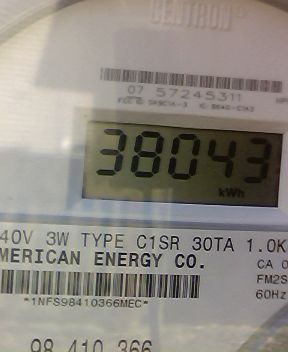 CENTRON
07 57245311
38043
kWh
40V 3W TYPE C1SR 30TA 1.0K
MERICAN ENERGY CO.
CA 0
FM2S
60Hz
*1NFS98410366MEC*
98 410 366